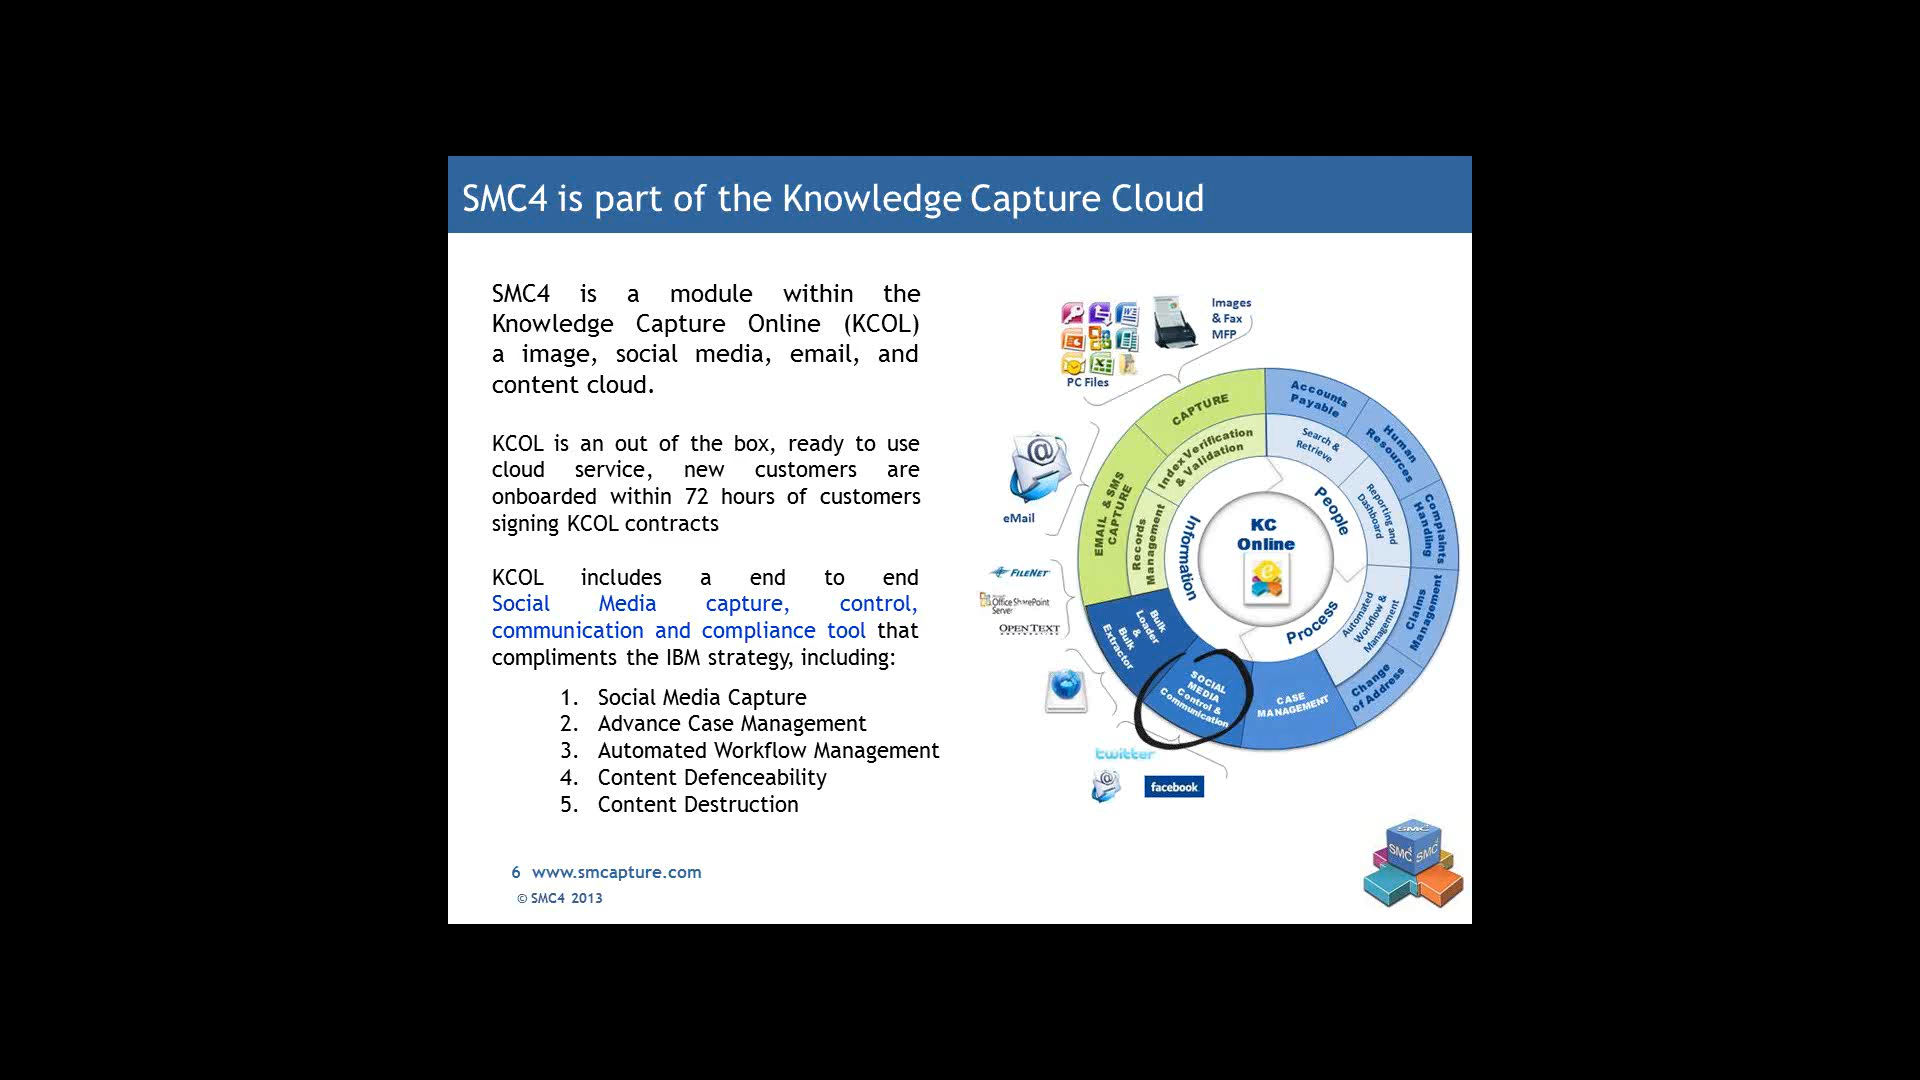 SMC4 is part of the Knowledge Capture Cloud
SMC4 is a module within the
Knowledge Capture Online (KCOL)
a image, social media, email, and
content cloud.
KCOL is an out of the box, ready to use
cloud service, new customers are
onboarded within 72 hours of customers
signing KCOL contracts
KCOL includes a end to end
Social Media capture, control,
communication and compliance tool that
compliments the IBM strategy, including:
1. Social Media Capture
2. Advance Case Management
3. Automated Workflow Management
4. Content Defenceability
5. Content Destruction
6 www.smcapture.com
© SMC4 2013
Images
& Fax
MFP
PC Files
eMail
FILENET
Office SharePoint
Server
OPEN TEXT
twitter
facebook
CAPTURE
EMAIL & SMS
CAPTURE
Index Verification
& Validation
Records
Management
Accounts
Payable
Human
Resources
Complaints
Handling
Claims
Management
Change
of Address
Search &
Retrieve
Reporting and
Dashboard
Automated
Workflow &
Management
CASE
MANAGEMENT
SOCIAL
MEDIA
Control &
Communication
Bulk
Loader
&
Bulk
Extractor
Information
People
Process
KC
Online
SMC
SMC4
SMC4